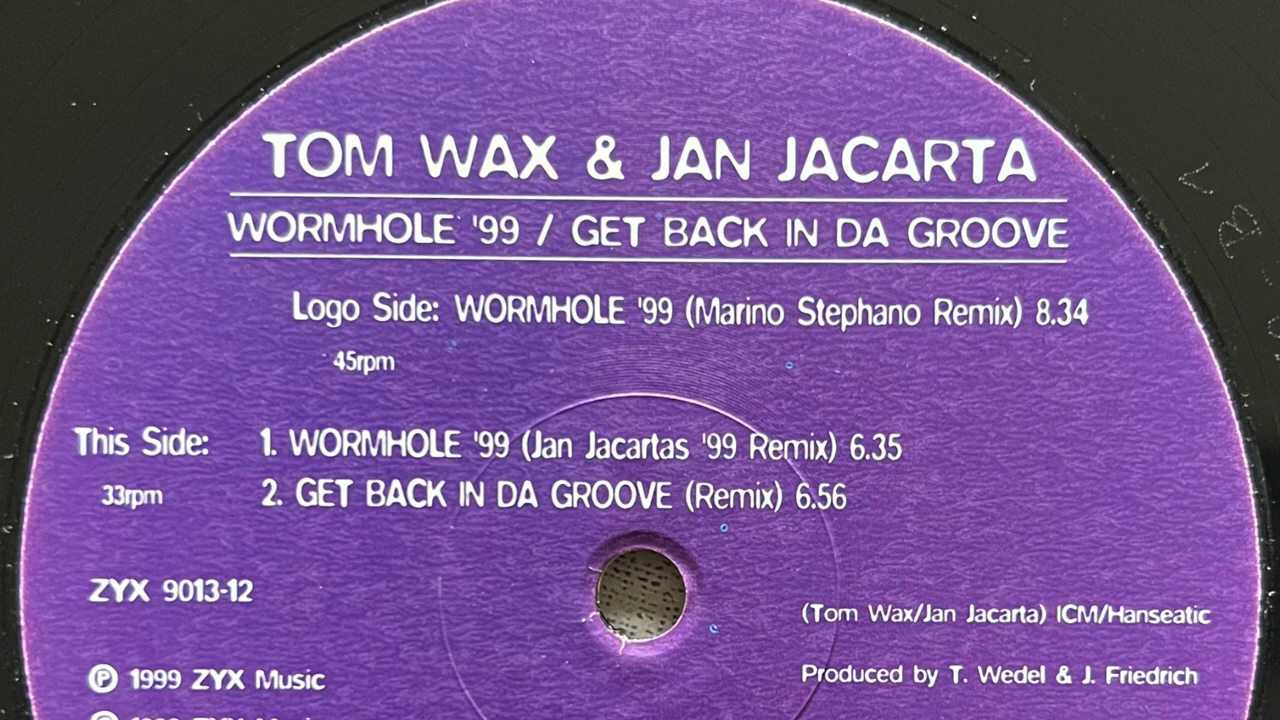 TOM WAX & JAN JACARTA
WORMHOLE '99 / GET BACK IN DA GROOVE
Logo Side: WORMHOLE '99 (Marino Stephano Remix) 8.34
45rpm
This Side: 1. WORMHOLE '99 (Jan Jacartas '99 Remix) 6.35
33rpm 2. GET BACK IN DA GROOVE (Remix) 6.56
ZYX 9013-12
(Tom Wax/Jan Jacarta) ICM/Hanseatic
Produced by T. Wedel & J. Friedrich
℗ 1999 ZYX Music